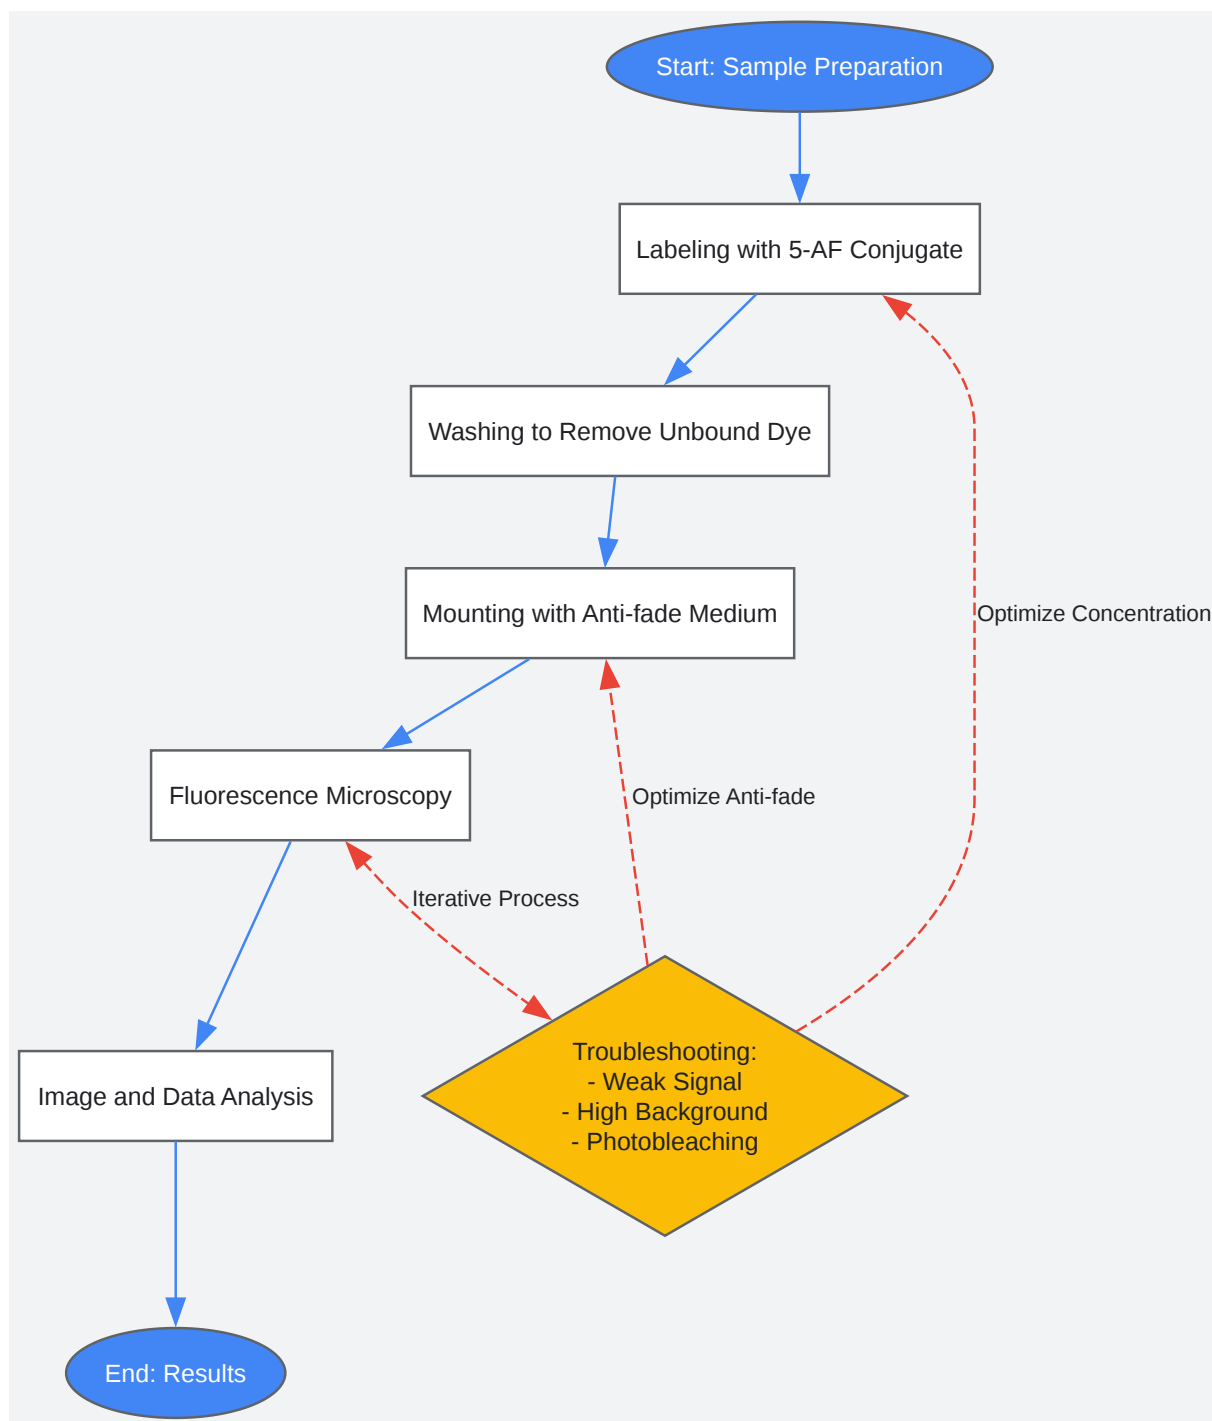 Start: Sample Preparation
Labeling with 5-AF Conjugate
Washing to Remove Unbound Dye
Mounting with Anti-fade Medium
Optimize Concentration
Fluorescence Microscopy
Optimize Anti-fade
Iterative Process
Image and Data Analysis
Troubleshooting:
- Weak Signal
- High Background
- Photobleaching
End: Results